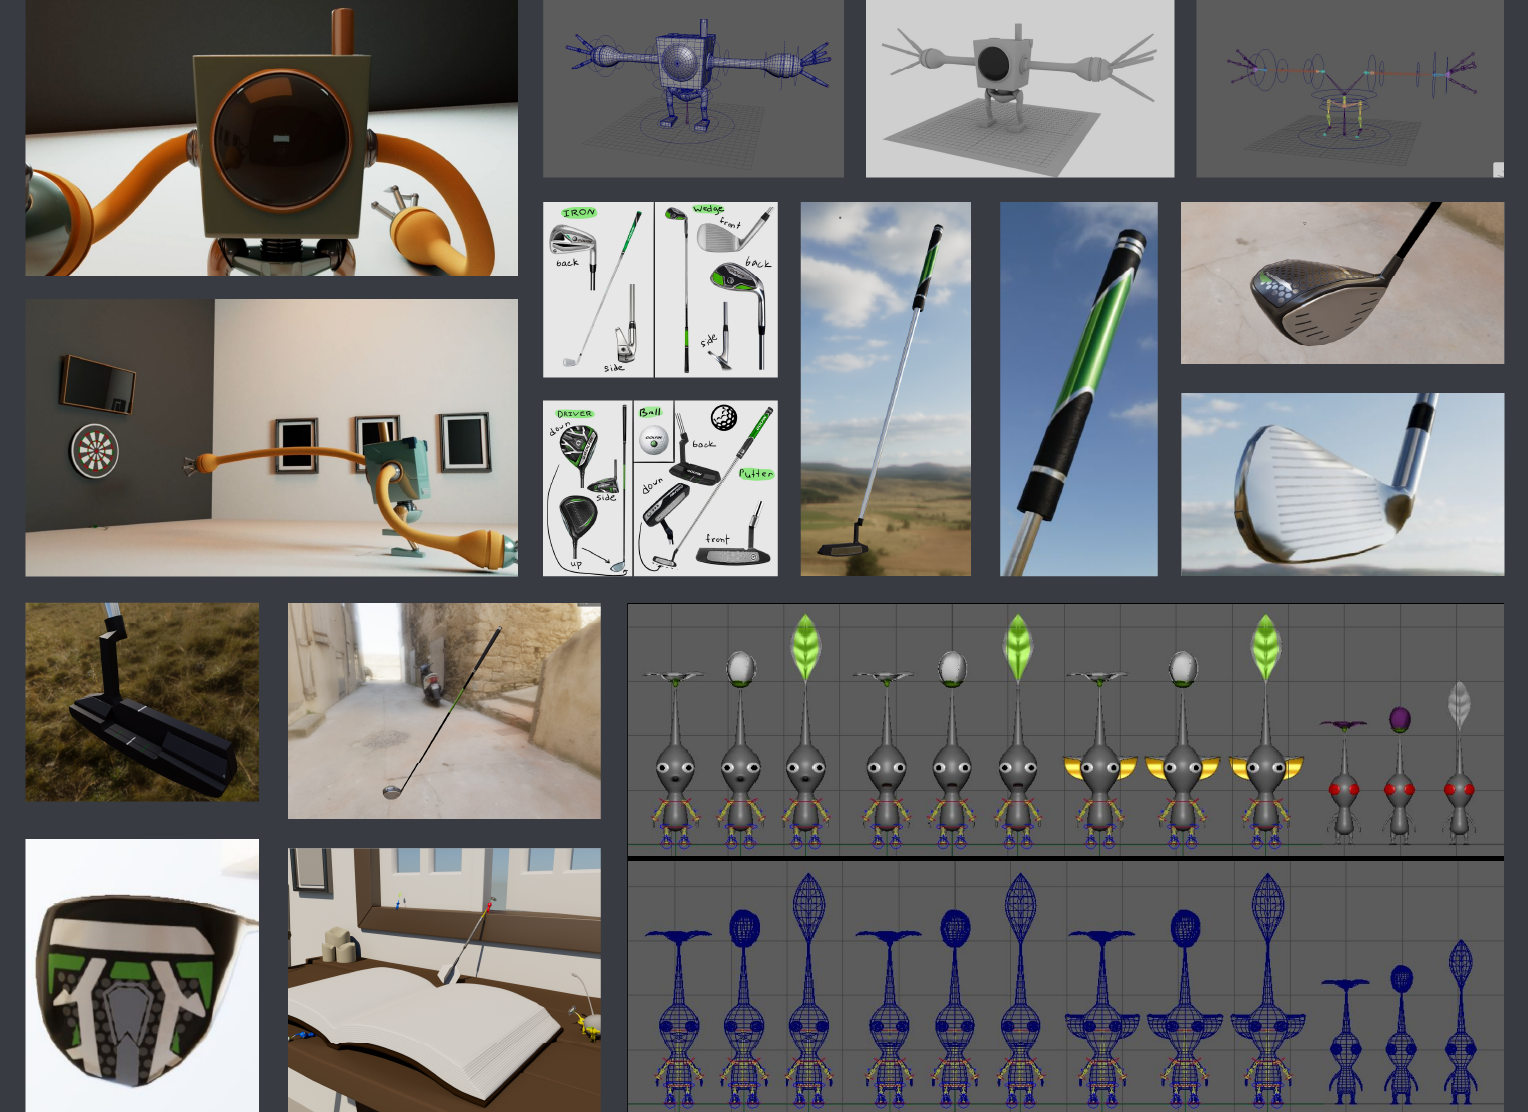 IRON
back
side
Wedge
front
back
side
DRIVER
down
side
up
Ball
back
Putter
down
front